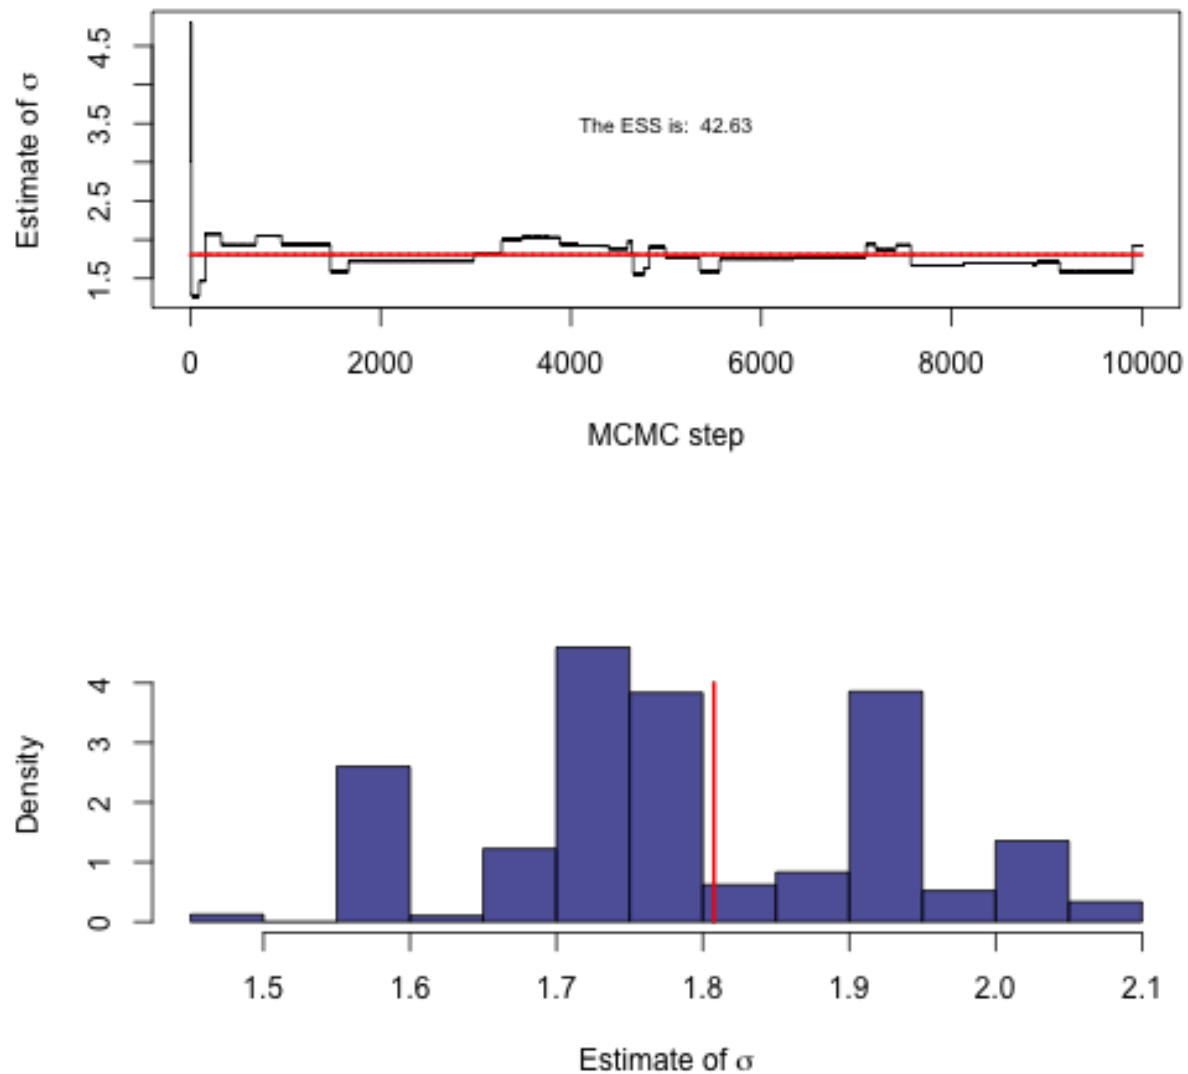 Estimate of σ
4.5
3.5
2.5
1.5
The ESS is: 42.63
0 2000 4000 6000 8000 10000
MCMC step
Density
4
3
2
1
0
1.5 1.6 1.7 1.8 1.9 2.0 2.1
Estimate of σ